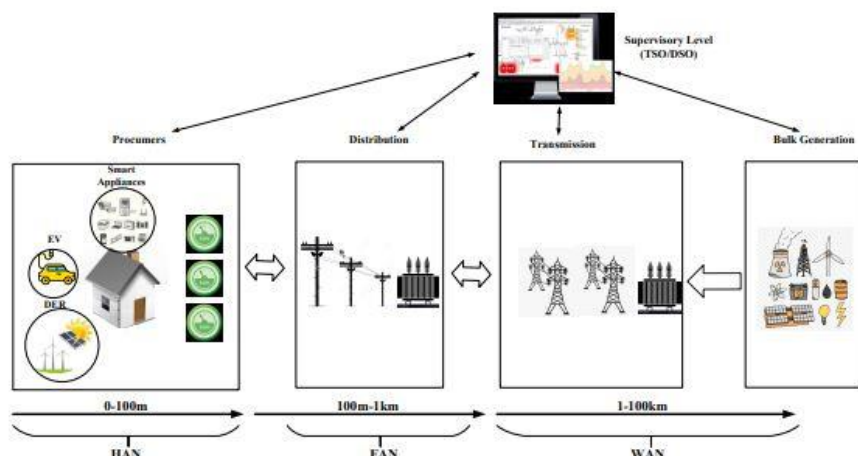 Supervisory Level
(TSO/DSO)
Procumers
Distribution
Transmission
Bulk Generation
Smart
Appliances
EV
DER
0-100m
100m-1km
1-100km
HAN
FAN
WAN